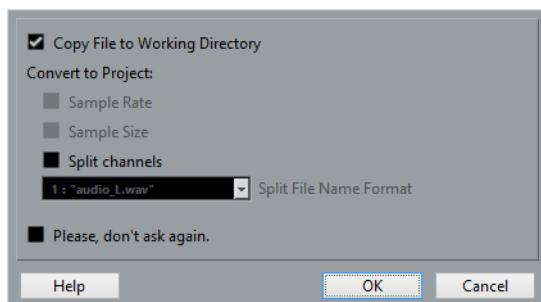 Copy File to Working Directory
Convert to Project:
Sample Rate
Sample Size
Split channels
1 : "audio_L.wav" Split File Name Format
Please, don't ask again.
Help OK Cancel